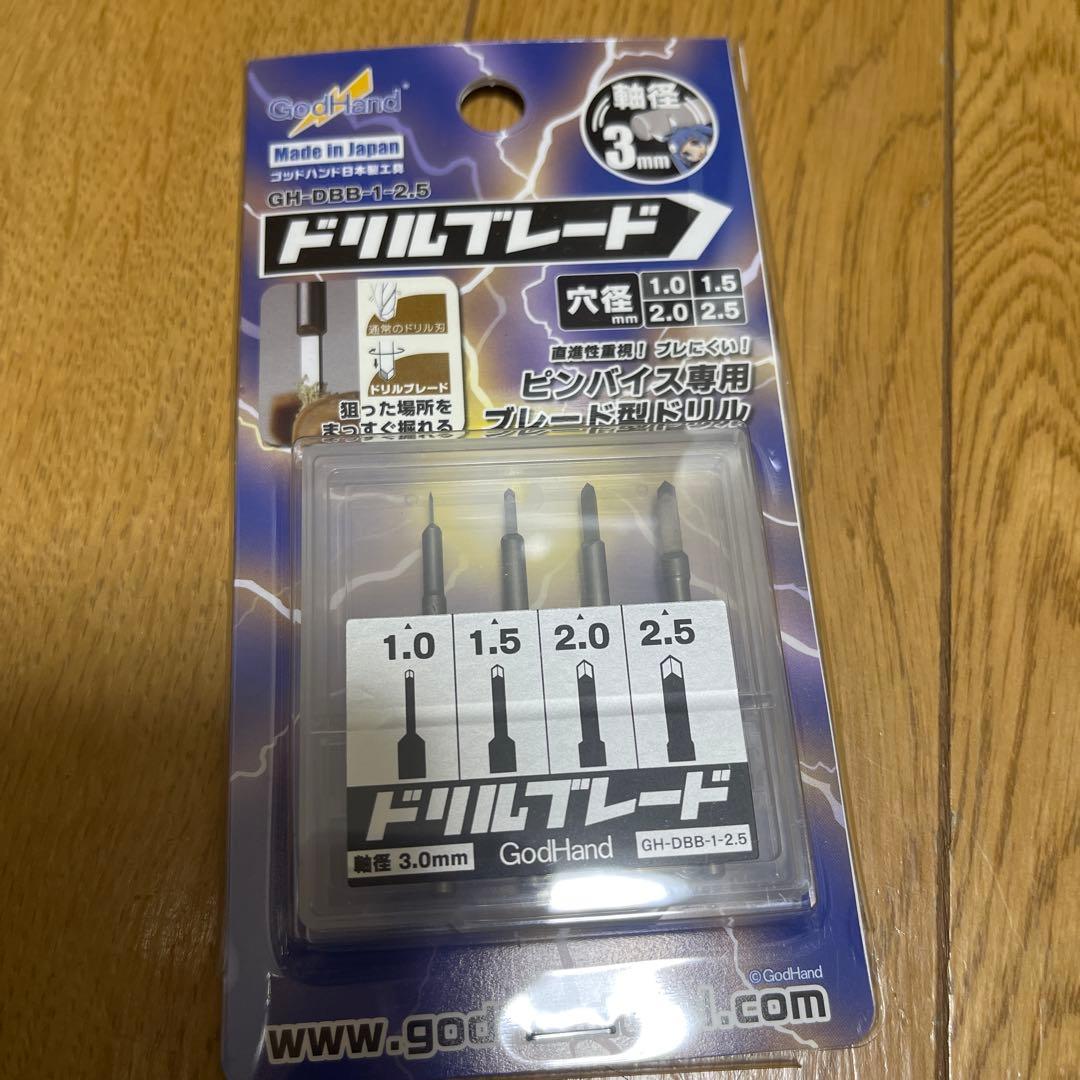 GodHand
軸径
3mm
Made in Japan
ゴッドハンド日本製工具
GH-DBB-1-2.5
ドリルブレード
穴径 mm 1.0 1.5
2.0 2.5
通常のドリル刃
ドリルブレード
狙った場所を
まっすぐ掘れる
直進性重視！ ブレにくい！
ピンバイス専用
ブレード型ドリル
1.0 1.5 2.0 2.5
ドリルブレード
軸径 3.0mm GodHand GH-DBB-1-2.5
©GodHand